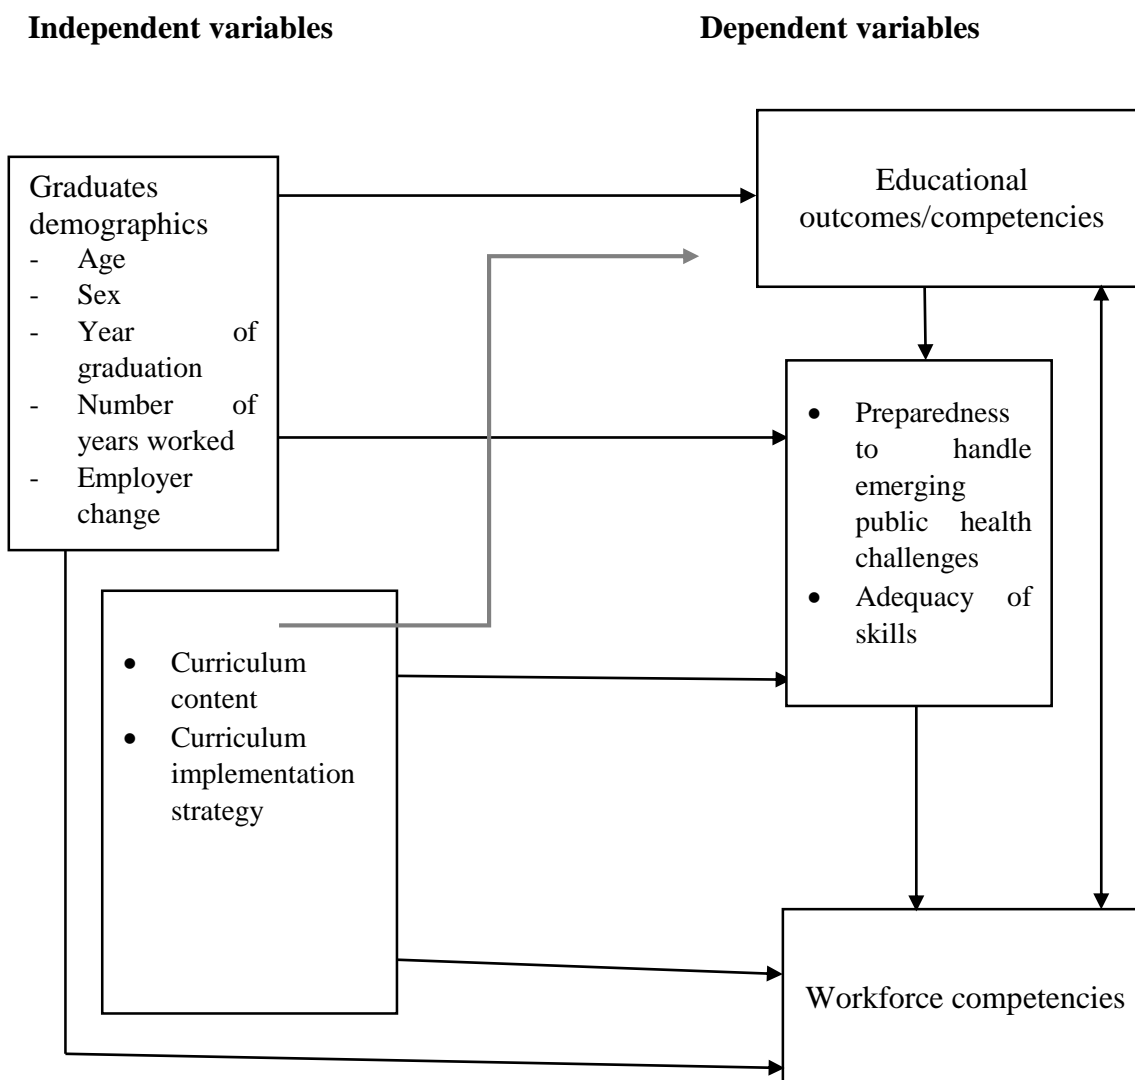 Independent variables
Dependent variables
Graduates
demographics
- Age
- Sex
- Year of
graduation
- Number of
years worked
- Employer
change
• Curriculum
content
• Curriculum
implementation
strategy
Educational
outcomes/competencies
• Preparedness
to handle
emerging
public health
challenges
• Adequacy of
skills
Workforce competencies